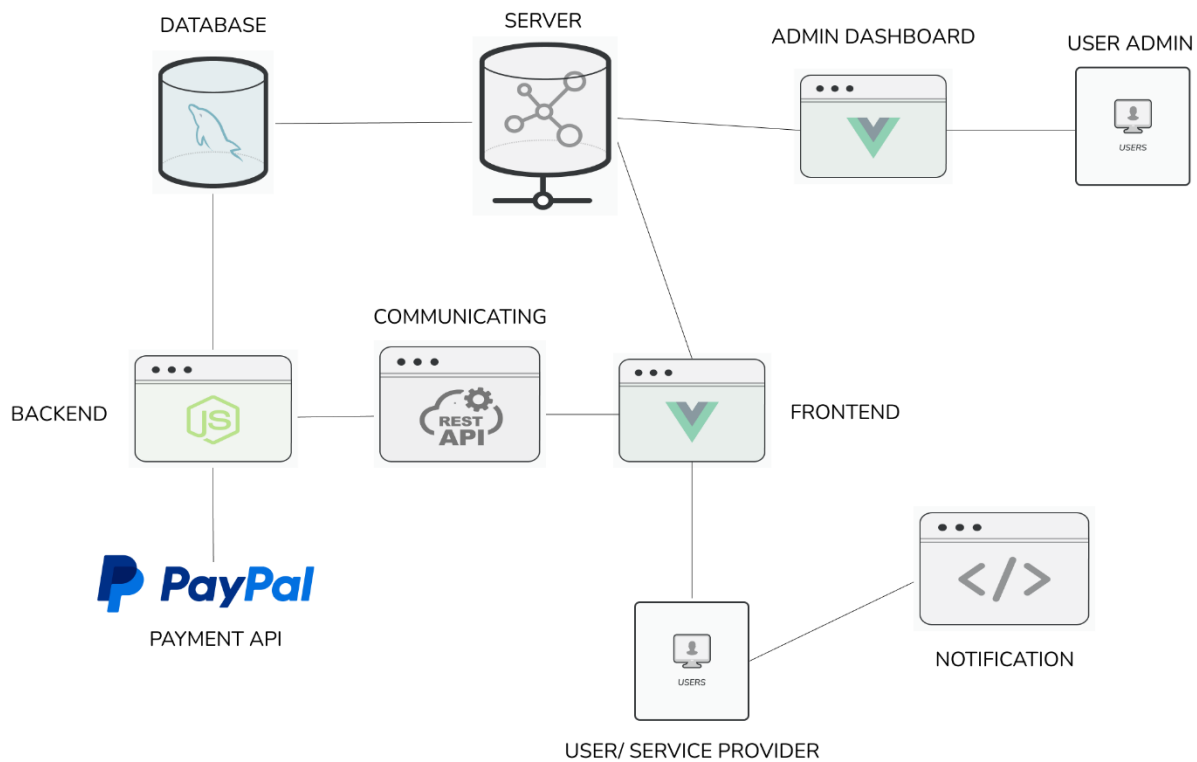 DATABASE
SERVER
ADMIN DASHBOARD
USER ADMIN
USERS
COMMUNICATING
BACKEND
JS
REST
API
FRONTEND
PayPal
PAYMENT API
</>
USERS
NOTIFICATION
USER/ SERVICE PROVIDER